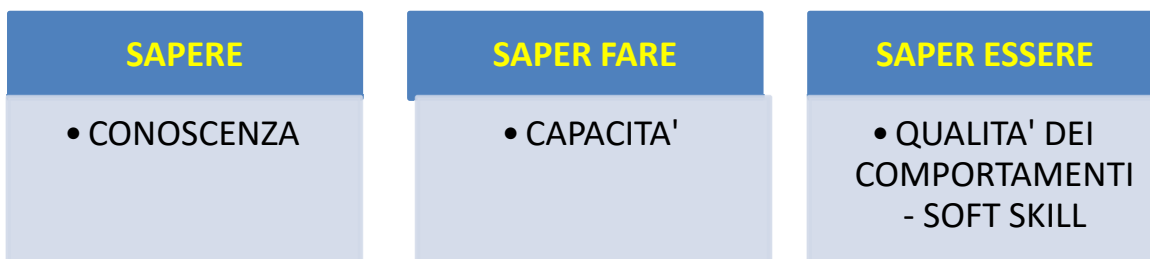 SAPERE
• CONOSCENZA
SAPER FARE
• CAPACITA'
SAPER ESSERE
• QUALITA' DEI
COMPORTAMENTI
- SOFT SKILL